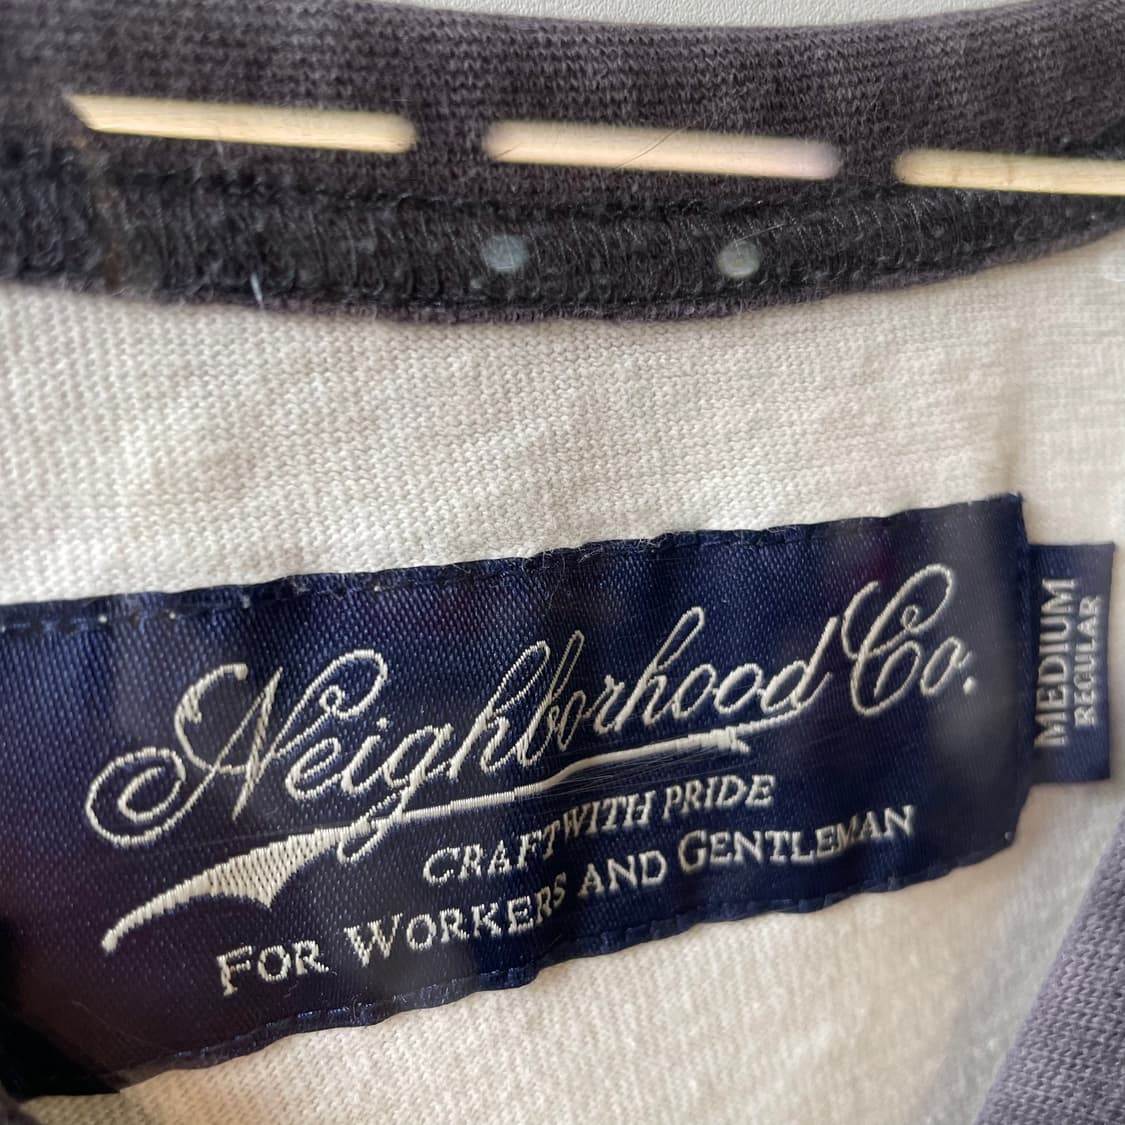 Neighborhood Co.
CRAFT WITH PRIDE
FOR WORKERS AND GENTLEMAN
MEDIUM
REGULAR